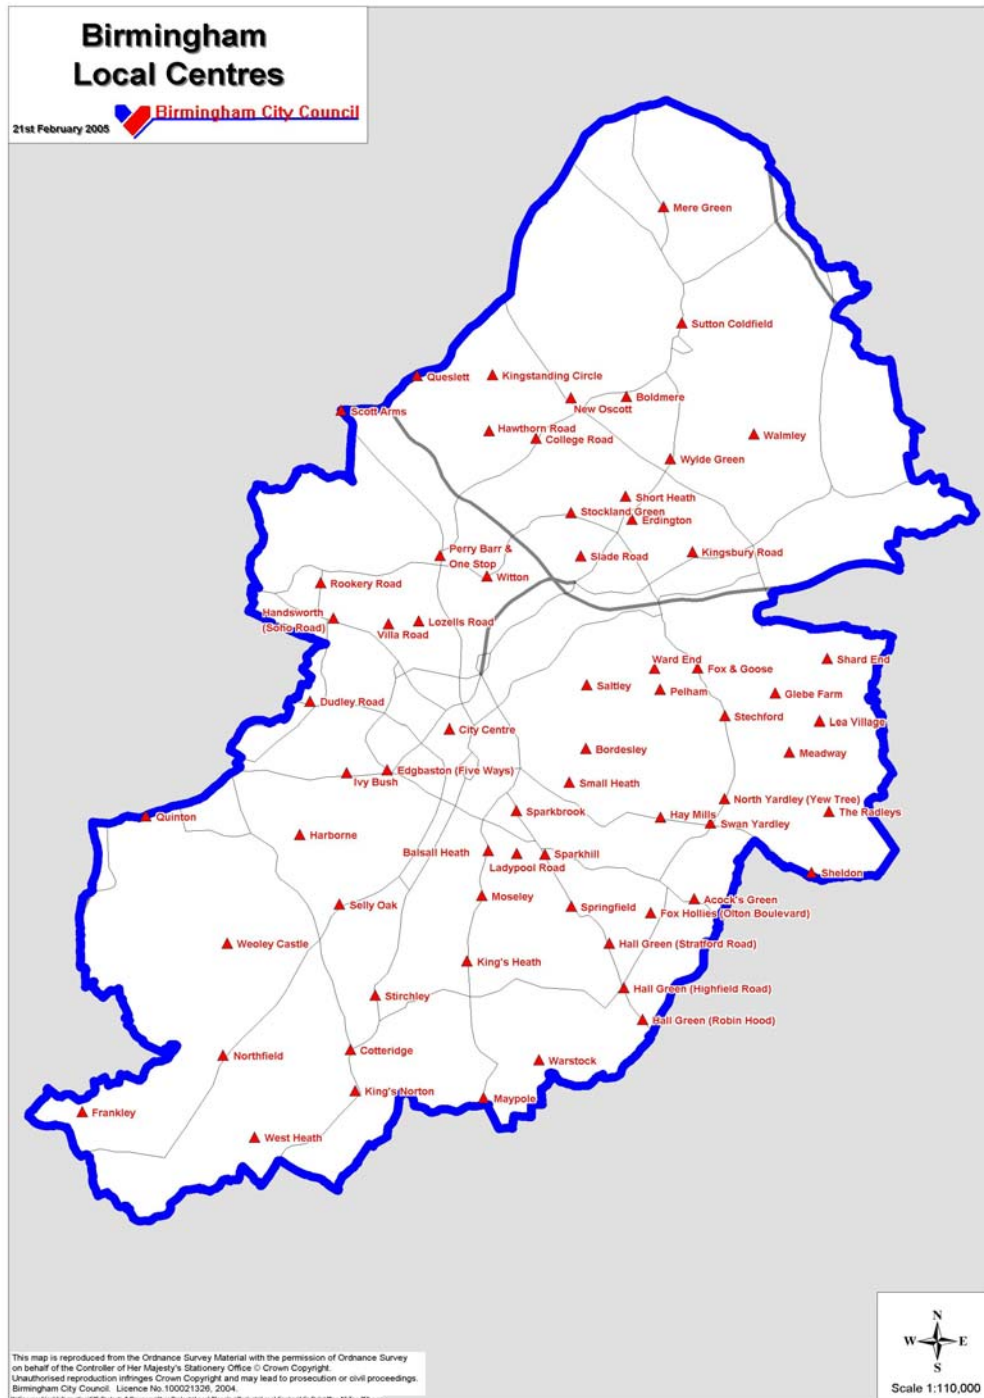 Birmingham
Local Centres
Birmingham City Council
21st February 2005
Mere Green
Sutton Coldfield
Queslett
Kingstanding Circle
Boldmere
New Oscott
Scott Arms
Hawthorn Road
College Road
Walmley
Wylde Green
Short Heath
Stockland Green
Erdington
Perry Barr &
One Stop
Slade Road
Kingsbury Road
Witton
Rookery Road
Handsworth
(Soho Road)
Villa Road
Lozells Road
Ward End
Fox & Goose
Shard End
Saltley
Pelham
Glebe Farm
Dudley Road
Stechford
Lea Village
City Centre
Bordesley
Meadway
Edgbaston (Five Ways)
Ivy Bush
Small Heath
North Yardley (Yew Tree)
Quinton
Sparkbrook
Hay Mills
Swan Yardley
The Radleys
Harborne
Balsall Heath
Ladypool Road
Sparkhill
Sheldon
Moseley
Acock's Green
Selly Oak
Springfield
Fox Hollies (Olton Boulevard)
Weoley Castle
Hall Green (Stratford Road)
King's Heath
Hall Green (Highfield Road)
Stirchley
Hall Green (Robin Hood)
Northfield
Cotteridge
Warstock
King's Norton
Maypole
Frankley
West Heath
N
W E
S
Scale 1:110,000
This map is reproduced from the Ordnance Survey Material with the permission of Ordnance Survey
on behalf of the Controller of Her Majesty's Stationery Office © Crown Copyright.
Unauthorised reproduction infringes Crown Copyright and may lead to prosecution or civil proceedings.
Birmingham City Council. Licence No.100021326, 2004.